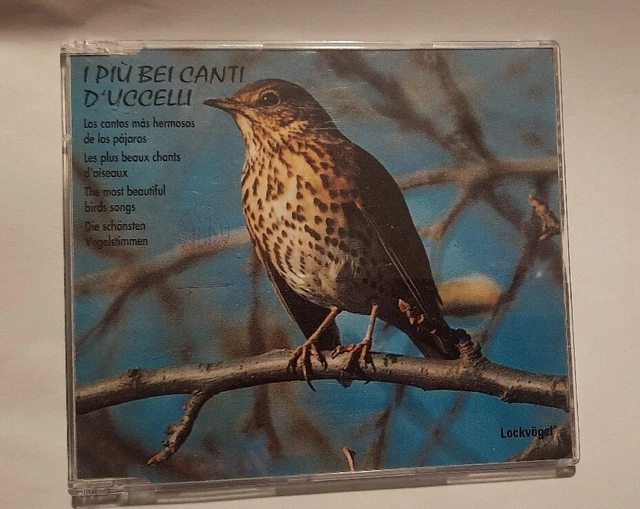 I PIÙ BEI CANTI
D'UCCELLI
Los cantos más hermosos
de los pájaros
Les plus beaux chants
d'oiseaux
The most beautiful
birds songs
Die schönsten
Vogelstimmen
Lockvögel